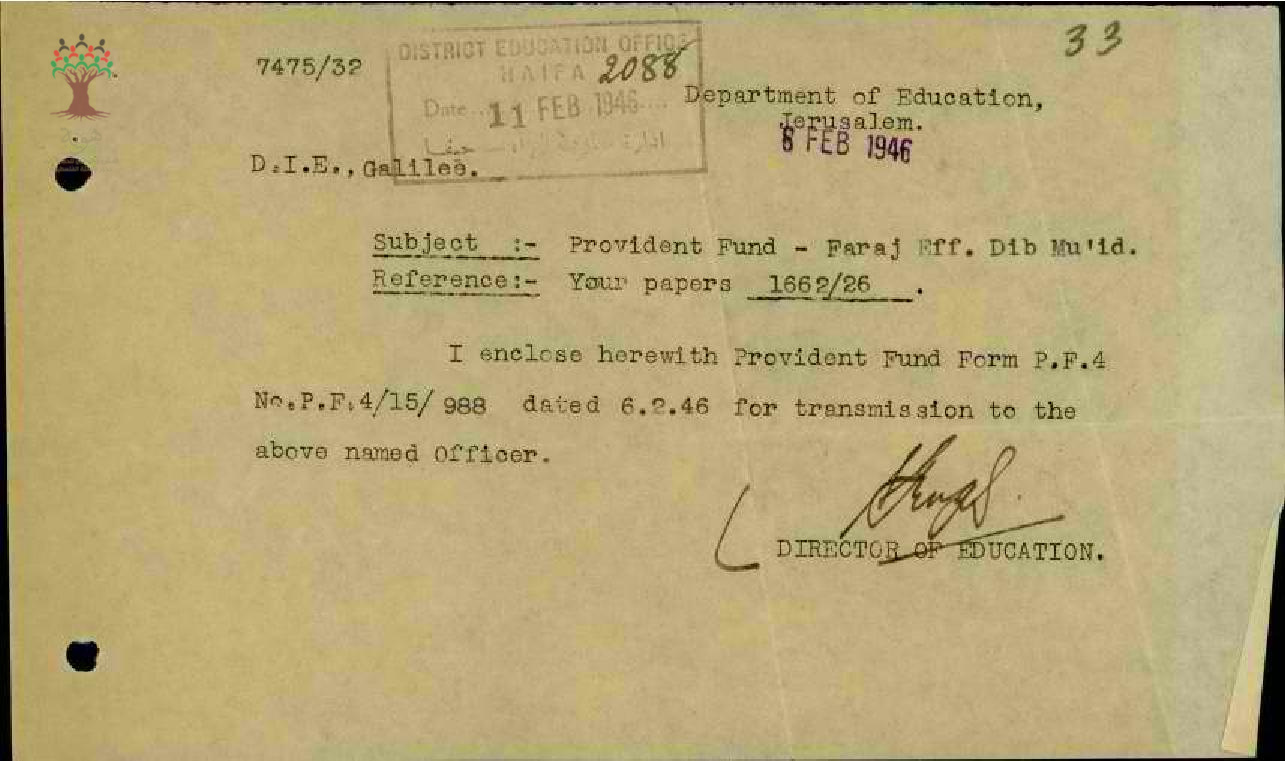 33
7475/32
DISTRICT EDUCATION OFFICE
HAIFA 2088
Date 11 FEB 1946
Department of Education,
Jerusalem.
6 FEB 1946
D.I.E., Galilee.
Subject :- Provident Fund - Faraj Eff. Dib Mu'id.
Reference:- Your papers 1662/26 .
I enclose herewith Provident Fund Form P.F.4
No.P.F.4/15/ 988 dated 6.2.46 for transmission to the
above named Officer.
DIRECTOR OF EDUCATION.